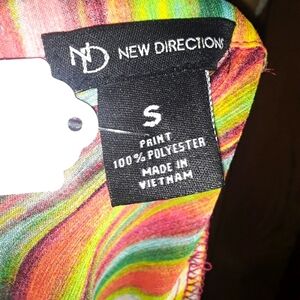 ND NEW DIRECTIONS
S
PRINT
100% POLYESTER
MADE IN
VIETNAM